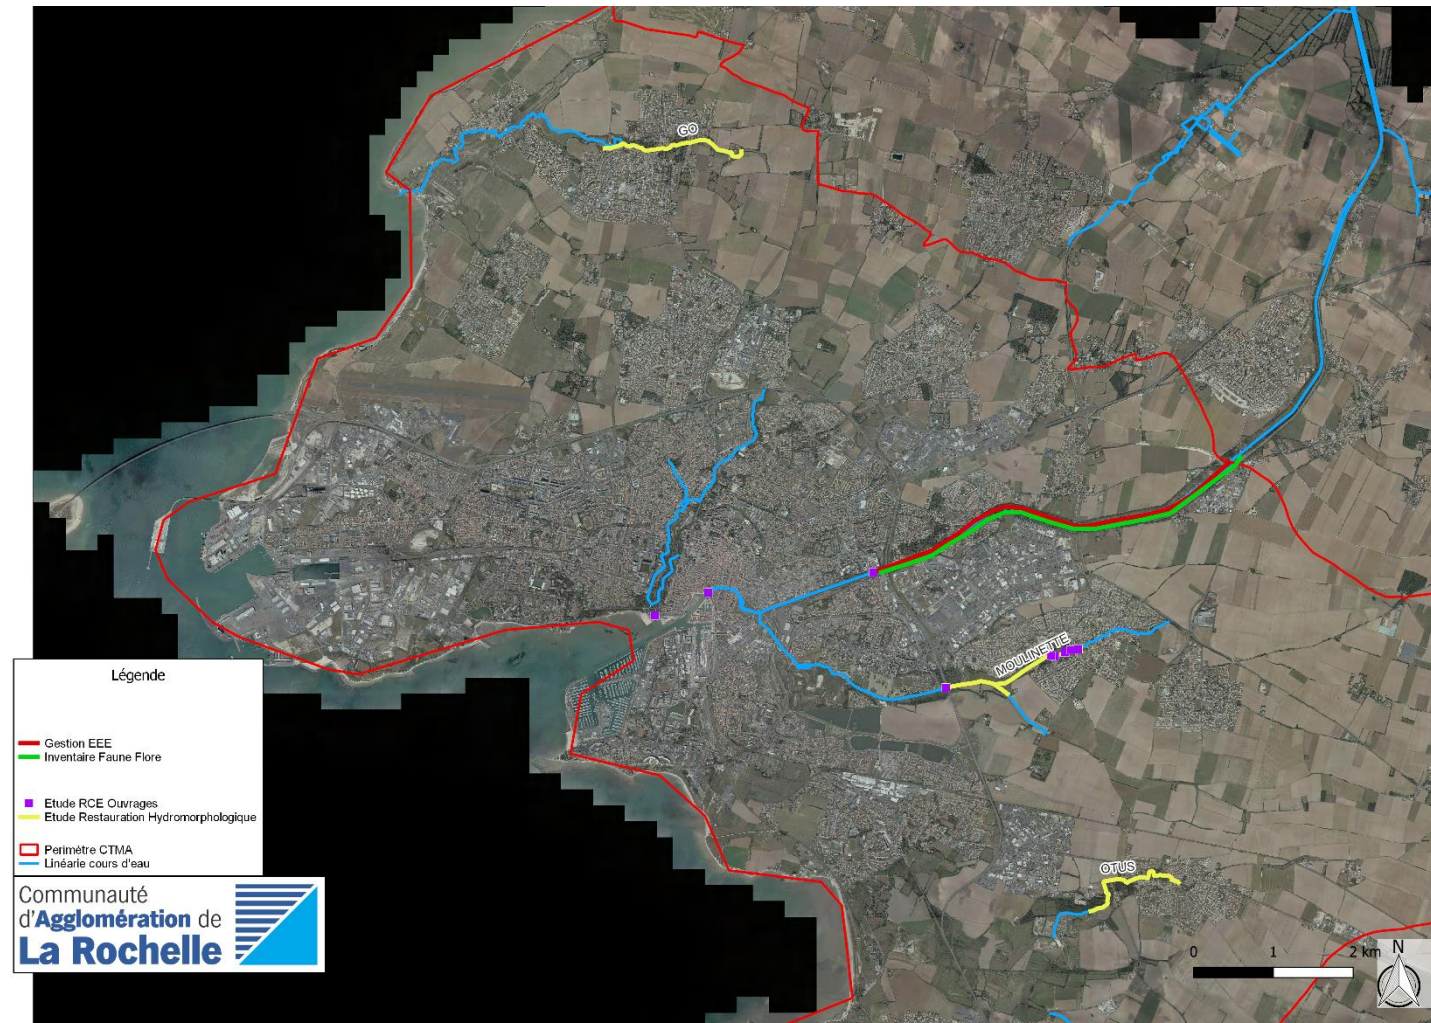 GO
MOULINETTE
OTUS
Légende
Gestion EEE
Inventaire Faune Flore
Etude RCE Ouvrages
Etude Restauration Hydromorphologique
Perimètre CTMA
Linéarie cours d'eau
Communauté
d'Agglomération de
La Rochelle
0 1 2 km
N